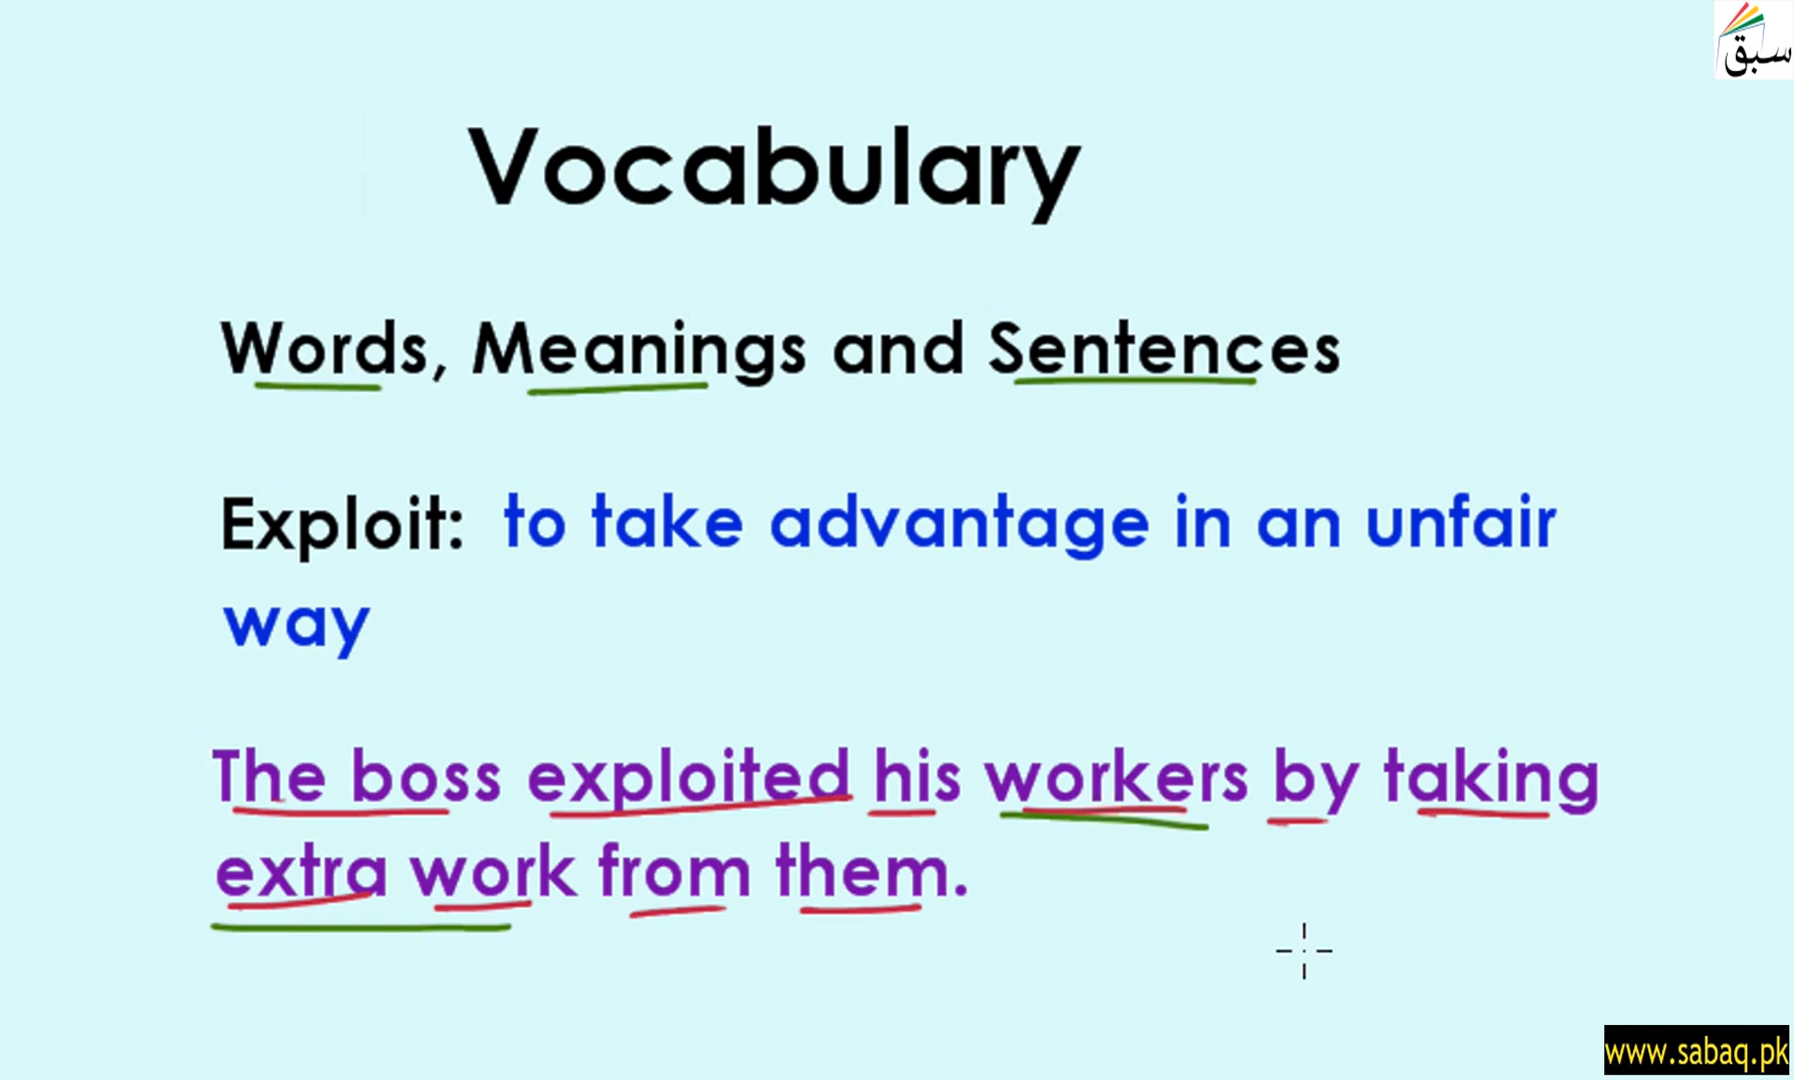 سبق
Vocabulary
Words, Meanings and Sentences
Exploit: to take advantage in an unfair
way
The boss exploited his workers by taking
extra work from them.
www.sabaq.pk